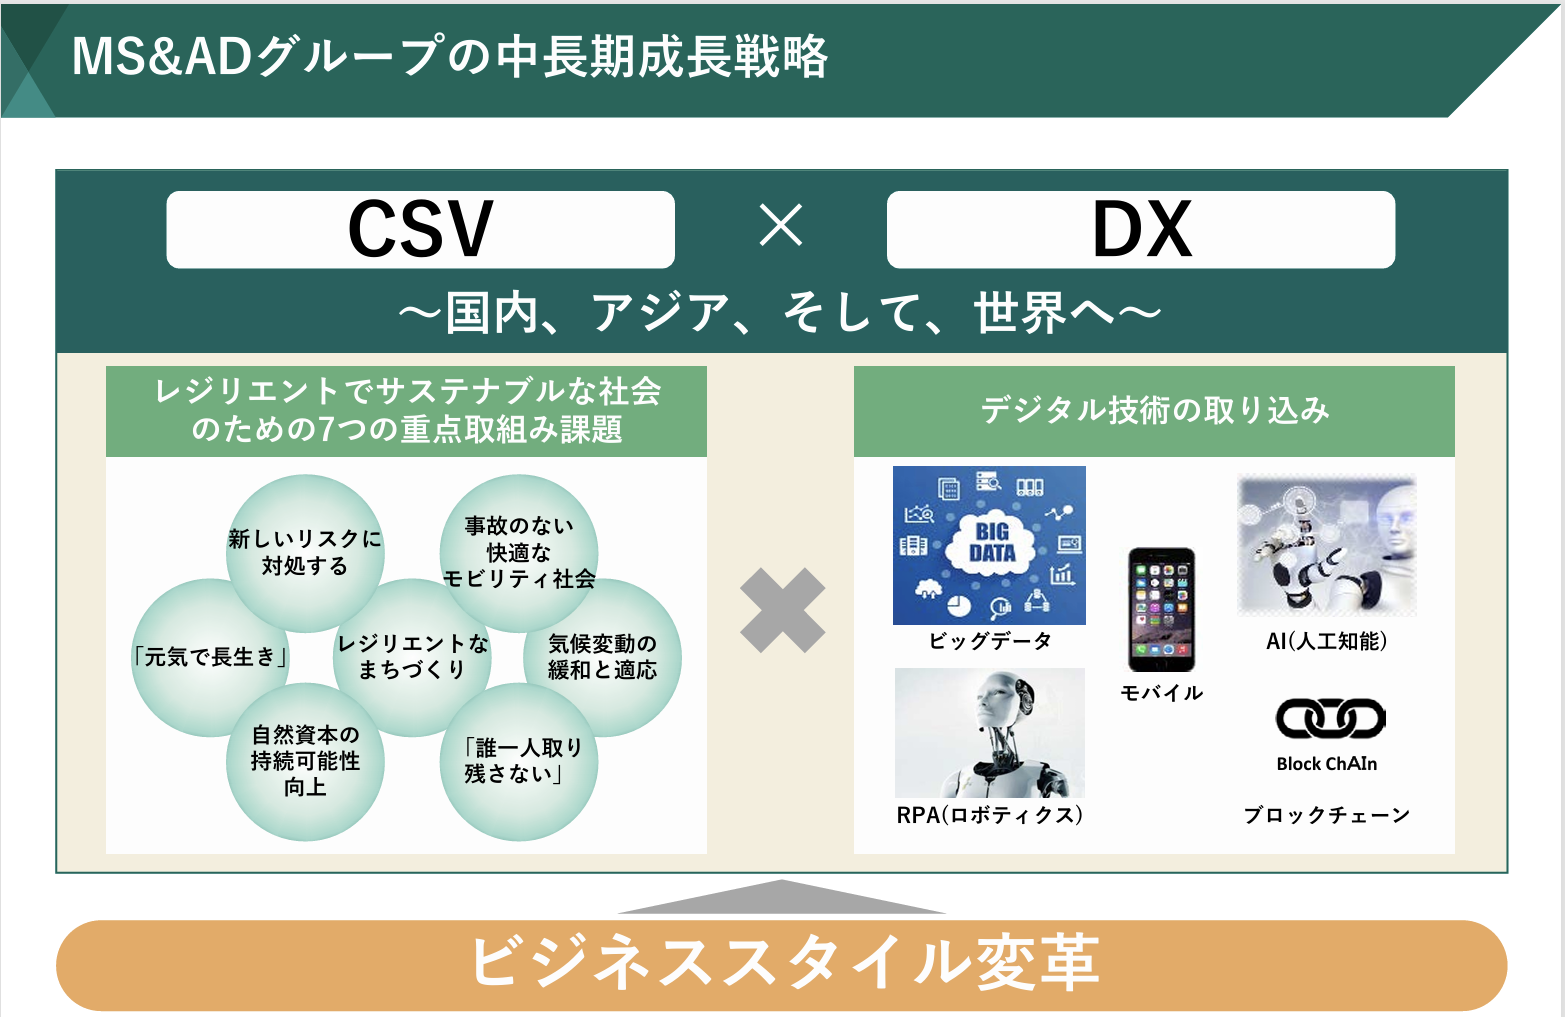 MS&ADグループの中長期成長戦略
CSV × DX
～国内、アジア、そして、世界へ～
レジリエントでサステナブルな社会
のための7つの重点取組み課題
新しいリスクに
対処する
事故のない
快適な
モビリティ社会
「元気で長生き」
レジリエントな
まちづくり
気候変動の
緩和と適応
自然資本の
持続可能性
向上
「誰一人取り
残さない」
デジタル技術の取り込み
BIG
DATA
ビッグデータ
モバイル
AI(人工知能)
RPA(ロボティクス)
Block ChAIn
ブロックチェーン
ビジネススタイル変革